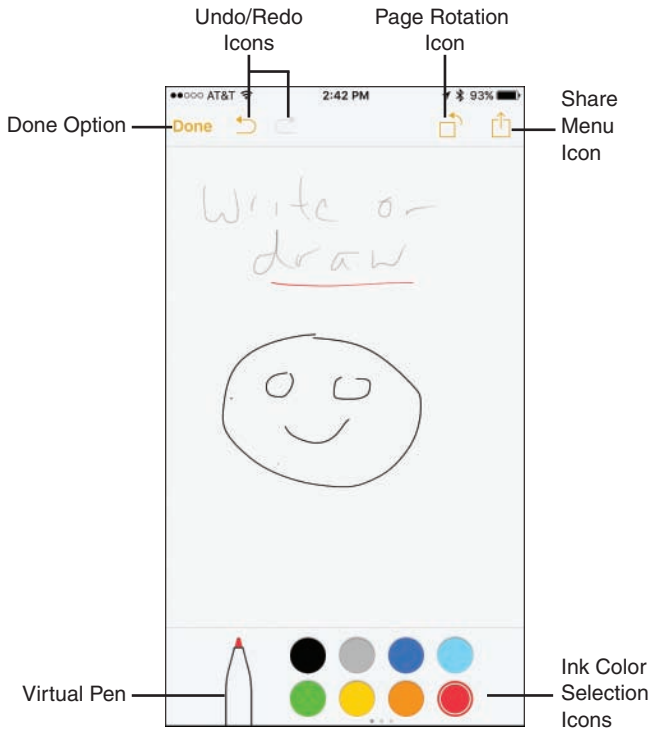 Undo/Redo Page Rotation
Icons Icon
AT&T 2:42 PM 93%
Share
Menu
Icon
Done Option Done
Write or
draw
Virtual Pen
Ink Color
Selection
Icons